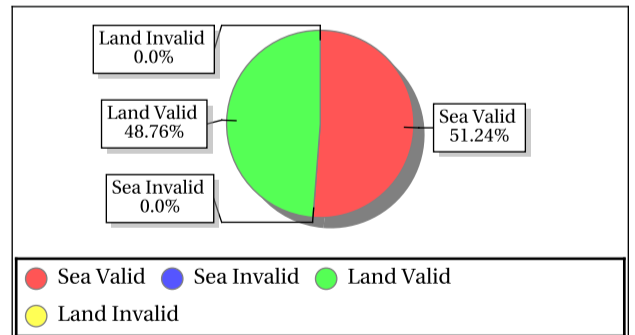 Land Invalid
0.0%
Land Valid
48.76%
Sea Valid
51.24%
Sea Invalid
0.0%
Sea Valid Sea Invalid Land Valid
Land Invalid